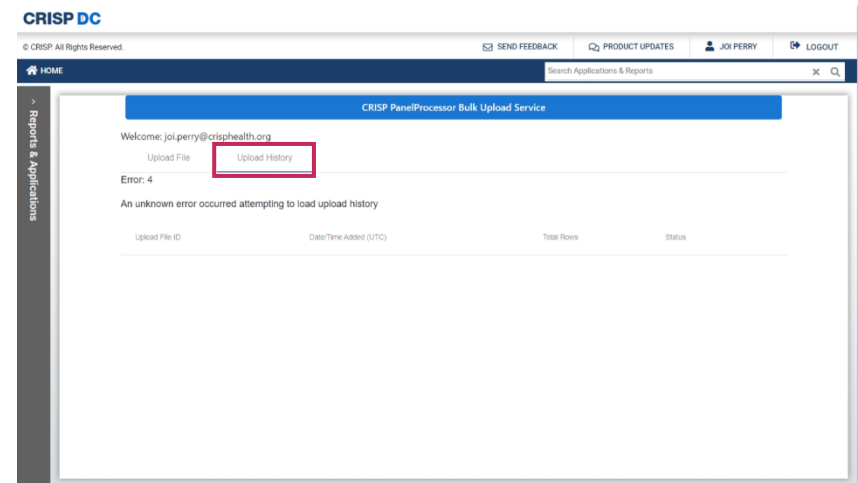 CRISP DC
© CRISP. All Rights Reserved.
SEND FEEDBACK
PRODUCT UPDATES
JOI PERRY
LOGOUT
HOME
Search Applications & Reports
Reports & Applications
CRISP PanelProcessor Bulk Upload Service
Welcome: joi.perry@crisphealth.org
Upload File
Upload History
Error: 4
An unknown error occurred attempting to load upload history
Upload File ID
Date/Time Added (UTC)
Total Rows
Status